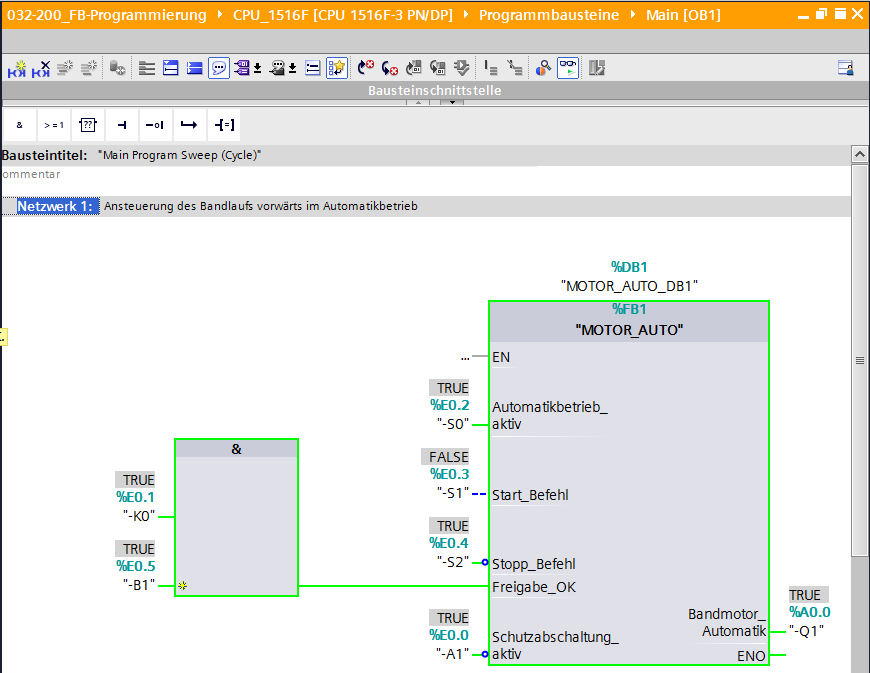 032-200_FB-Programmierung ▸ CPU_1516F [CPU 1516F-3 PN/DP] ▸ Programmbausteine ▸ Main [OB1]
Bausteinschnittstelle
& >=1 ??
Bausteintitel: "Main Program Sweep (Cycle)"
ommentar
Netzwerk 1: Ansteuerung des Bandlaufs vorwärts im Automatikbetrieb
%DB1
"MOTOR_AUTO_DB1"
%FB1
"MOTOR_AUTO"
... EN
TRUE
%E0.2
"-S0"
Automatikbetrieb_
aktiv
FALSE
%E0.3
"-S1"
Start_Befehl
TRUE
%E0.4
"-S2"
Stopp_Befehl
&
TRUE
%E0.1
"-K0"
TRUE
%E0.5
"-B1"
Freigabe_OK
TRUE
%E0.0
"-A1"
Schutzabschaltung_
aktiv
Bandmotor_
Automatik
TRUE
%A0.0
"-Q1"
ENO